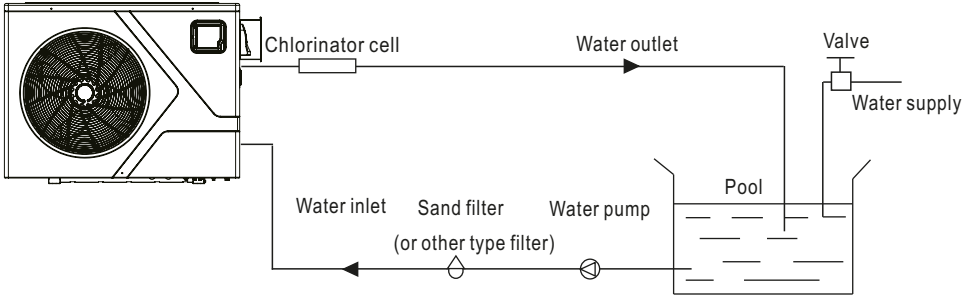 Chlorinator cell
Water outlet
Valve
Water supply
Pool
Water inlet
Sand filter
(or other type filter)
Water pump